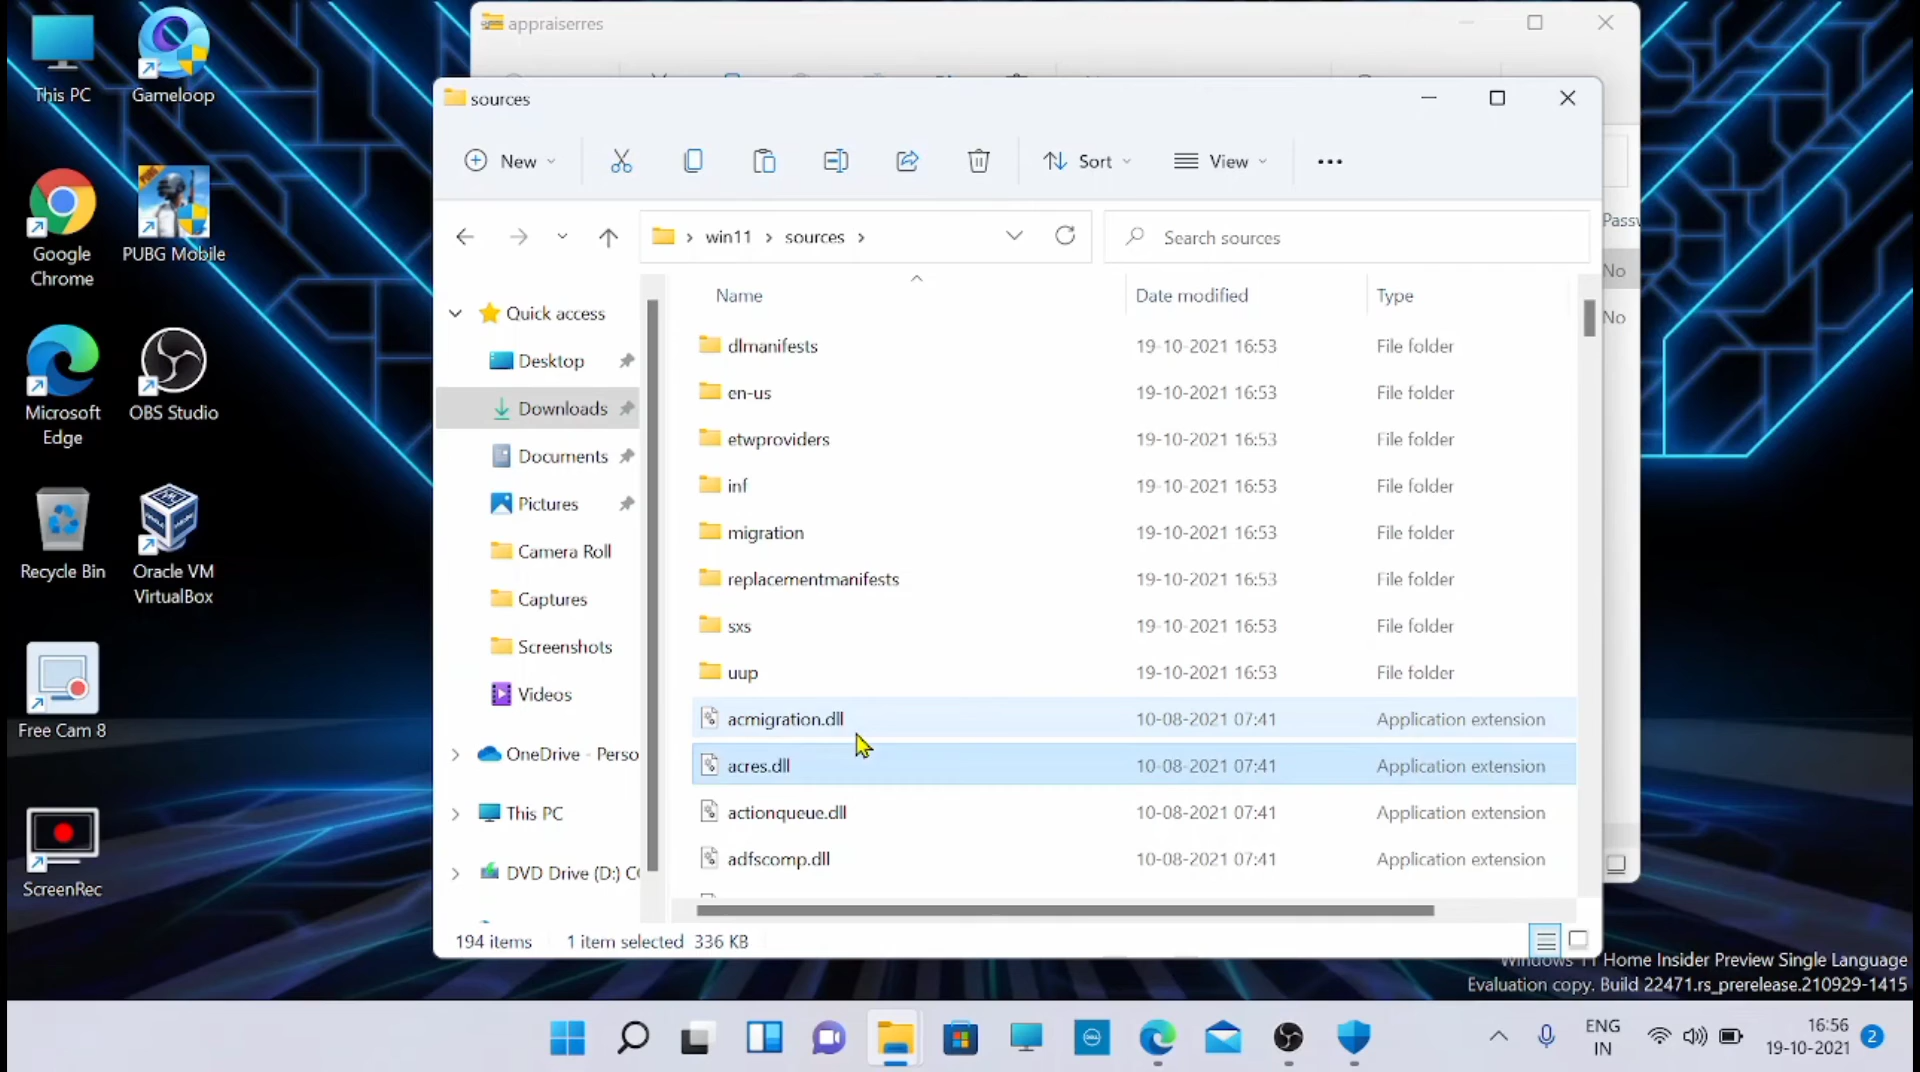 appraiserres
This PC
Gameloop
sources
New
Sort
View
win11
sources
Search sources
Google
Chrome
PUBG Mobile
No
No
Name
Date modified
Type
Quick access
Desktop
Downloads
Documents
Pictures
Camera Roll
Captures
Screenshots
Videos
OneDrive - Perso
This PC
DVD Drive (D:) C
dlmanifests 19-10-2021 16:53 File folder
en-us 19-10-2021 16:53 File folder
etwproviders 19-10-2021 16:53 File folder
inf 19-10-2021 16:53 File folder
migration 19-10-2021 16:53 File folder
replacementmanifests 19-10-2021 16:53 File folder
sxs 19-10-2021 16:53 File folder
uup 19-10-2021 16:53 File folder
acmigration.dll 10-08-2021 07:41 Application extension
acres.dll 10-08-2021 07:41 Application extension
actionqueue.dll 10-08-2021 07:41 Application extension
adfscomp.dll 10-08-2021 07:41 Application extension
Microsoft
Edge
OBS Studio
Recycle Bin
Oracle VM
VirtualBox
Free Cam 8
ScreenRec
194 items 1 item selected 336 KB
Windows 11 Home Insider Preview Single Language
Evaluation copy. Build 22471.rs_prerelease.210929-1415
ENG
IN
16:56
19-10-2021
2